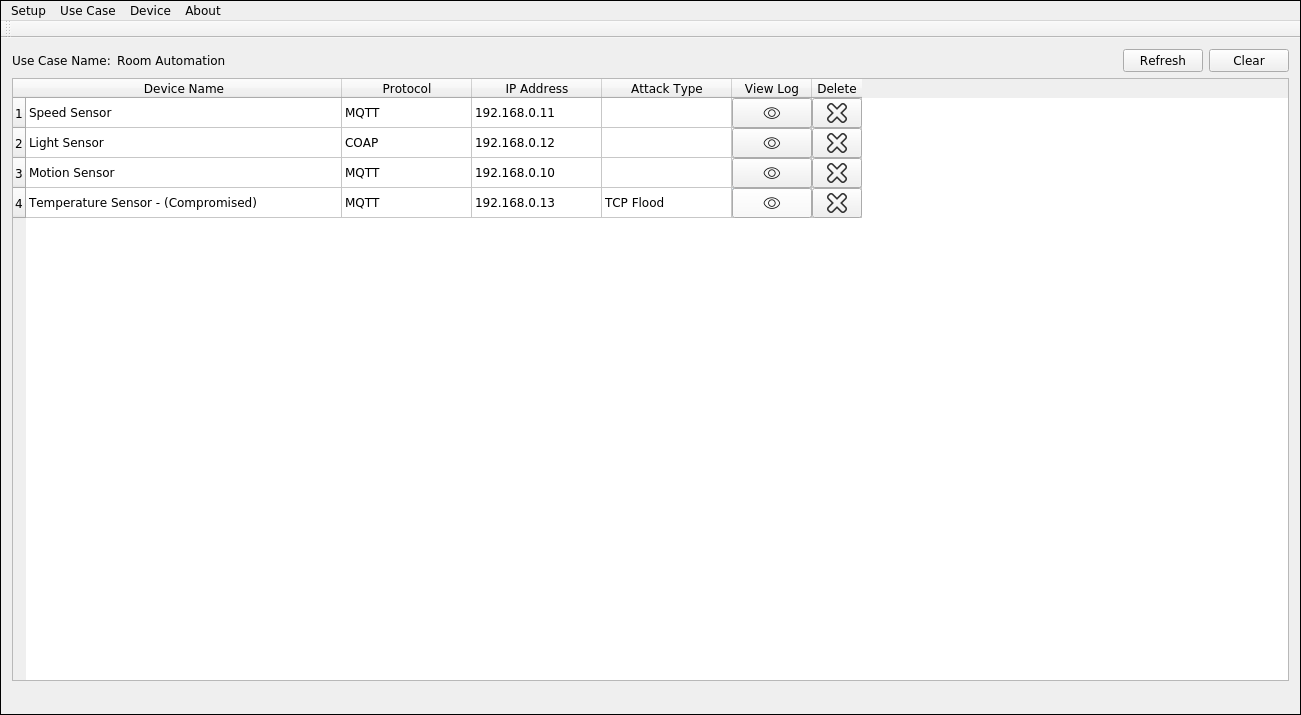 Setup Use Case Device About
Use Case Name: Room Automation Refresh Clear
Device Name Protocol IP Address Attack Type View Log Delete
1 Speed Sensor MQTT 192.168.0.11
2 Light Sensor COAP 192.168.0.12
3 Motion Sensor MQTT 192.168.0.10
4 Temperature Sensor - (Compromised) MQTT 192.168.0.13 TCP Flood